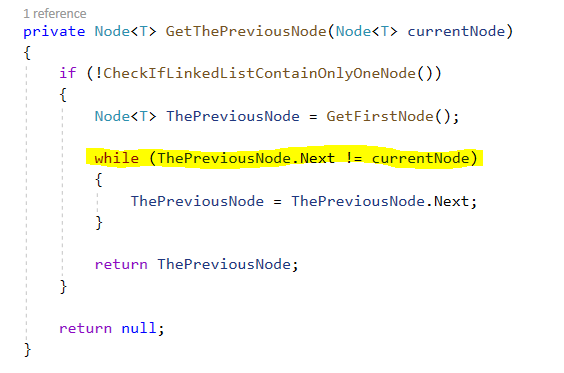 1 reference
private Node<T> GetThePreviousNode(Node<T> currentNode)
{
if (!CheckIfLinkedListContainOnlyOneNode())
{
Node<T> ThePreviousNode = GetFirstNode();
while (ThePreviousNode.Next != currentNode)
{
ThePreviousNode = ThePreviousNode.Next;
}
return ThePreviousNode;
}
return null;
}